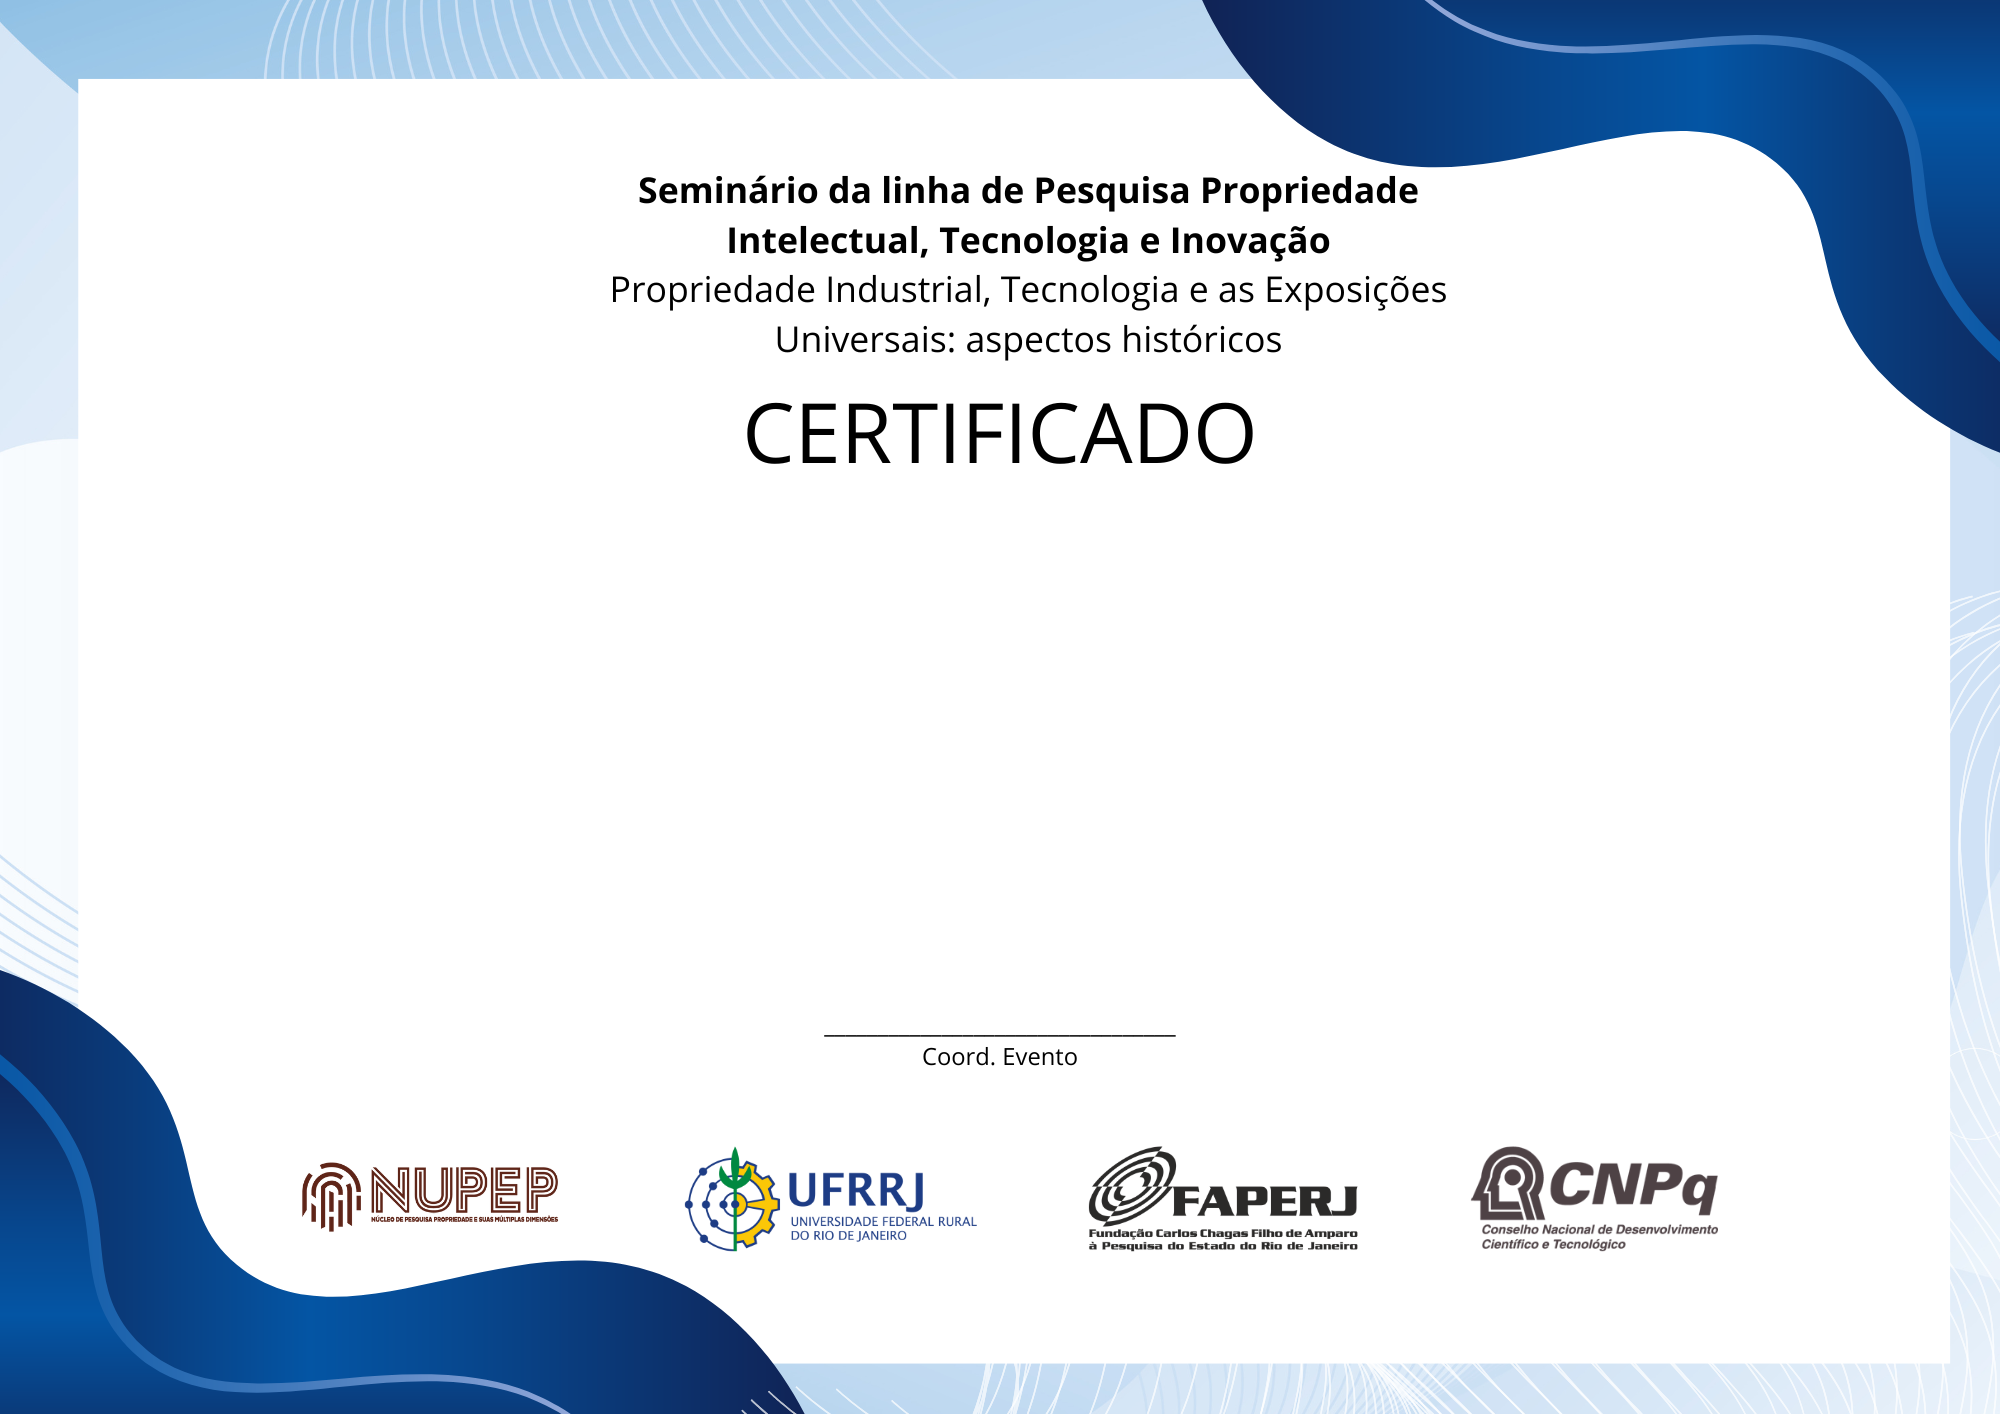 Seminário da linha de Pesquisa Propriedade
Intelectual, Tecnologia e Inovação
Propriedade Industrial, Tecnologia e as Exposições
Universais: aspectos históricos
CERTIFICADO
Coord. Evento
NUPEP
NÚCLEO DE PESQUISA PROPRIEDADE E SUAS MÚLTIPLAS DIMENSÕES
UFRRJ
UNIVERSIDADE FEDERAL RURAL
DO RIO DE JANEIRO
FAPERJ
Fundação Carlos Chagas Filho de Amparo
à Pesquisa do Estado do Rio de Janeiro
CNPq
Conselho Nacional de Desenvolvimento
Científico e Tecnológico